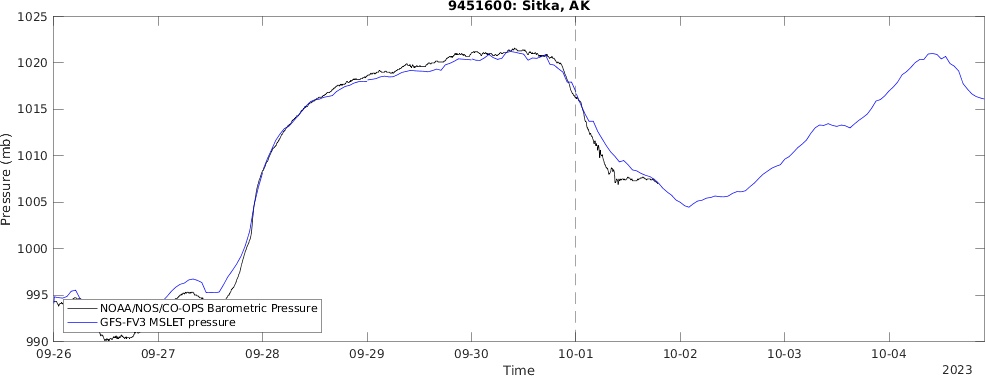 9451600: Sitka, AK
1025
1020
1015
1010
1005
1000
995
990
Pressure (mb)
NOAA/NOS/CO-OPS Barometric Pressure
GFS-FV3 MSLET pressure
09-26 09-27 09-28 09-29 09-30 10-01 10-02 10-03 10-04
Time
2023